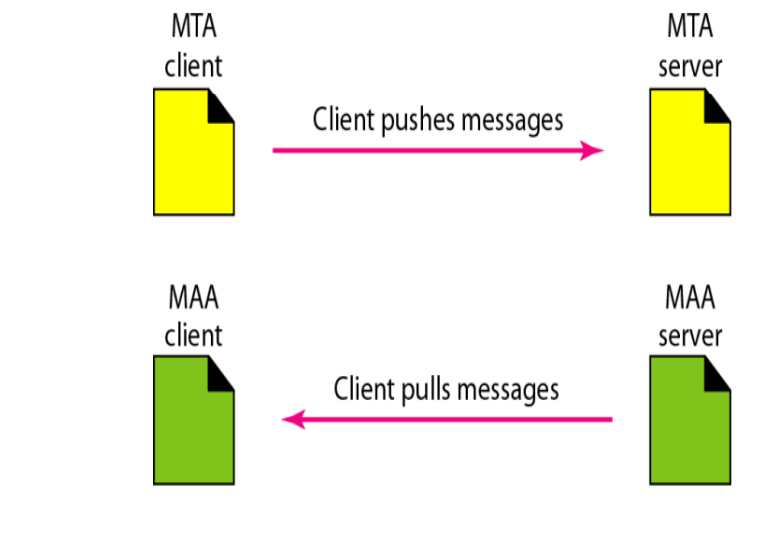 MTA
client
MTA
server
Client pushes messages
MAA
client
MAA
server
Client pulls messages